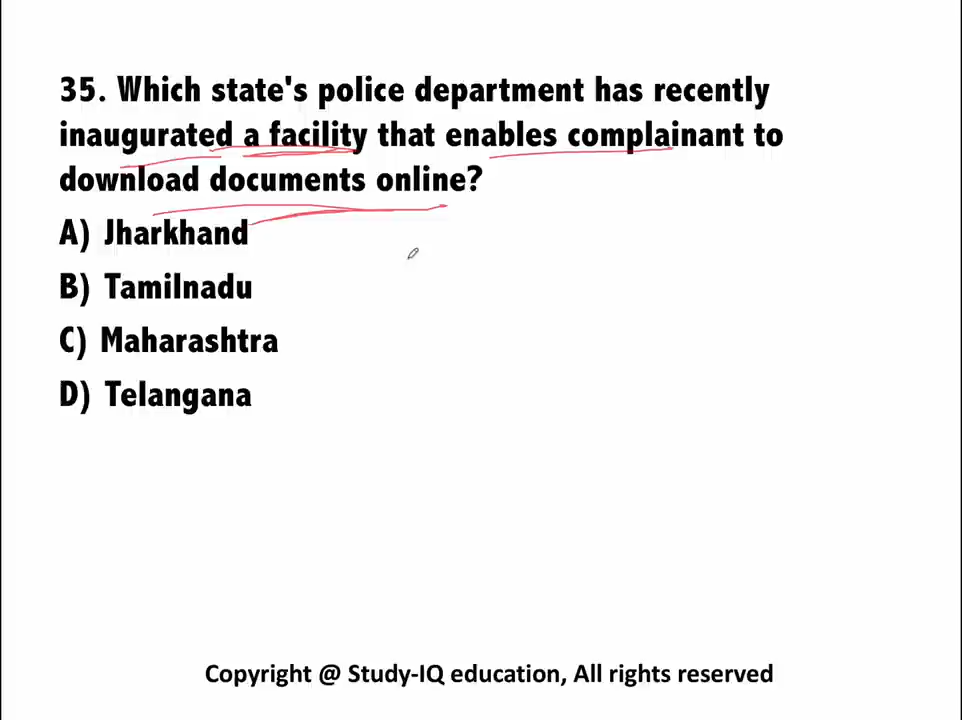 35. Which state's police department has recently
inaugurated a facility that enables complainant to
download documents online?
A) Jharkhand
B) Tamilnadu
C) Maharashtra
D) Telangana
Copyright @ Study-IQ education, All rights reserved